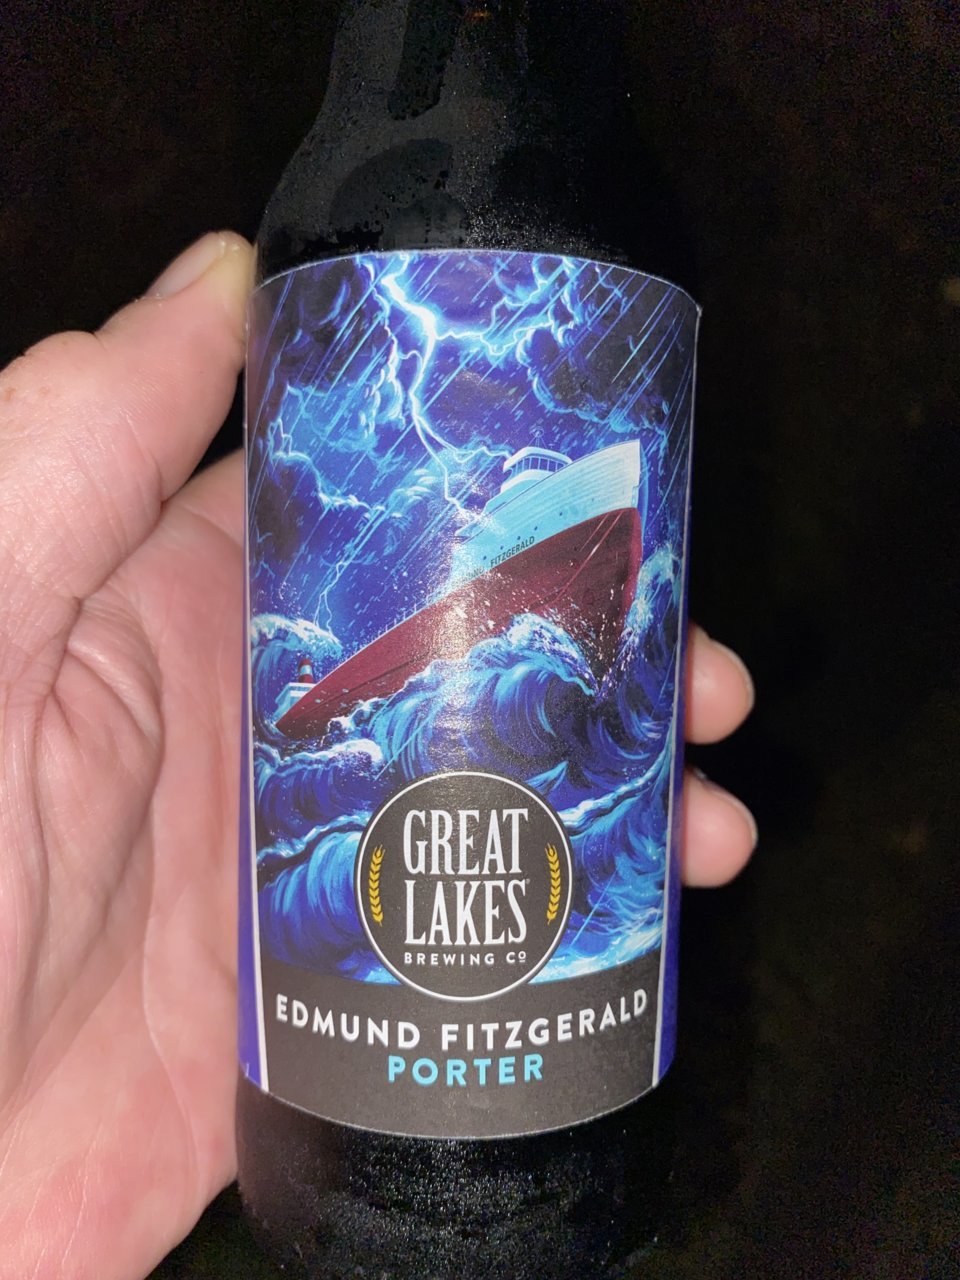 FITZGERALD
GREAT
LAKES®
BREWING Cº
EDMUND FITZGERALD
PORTER